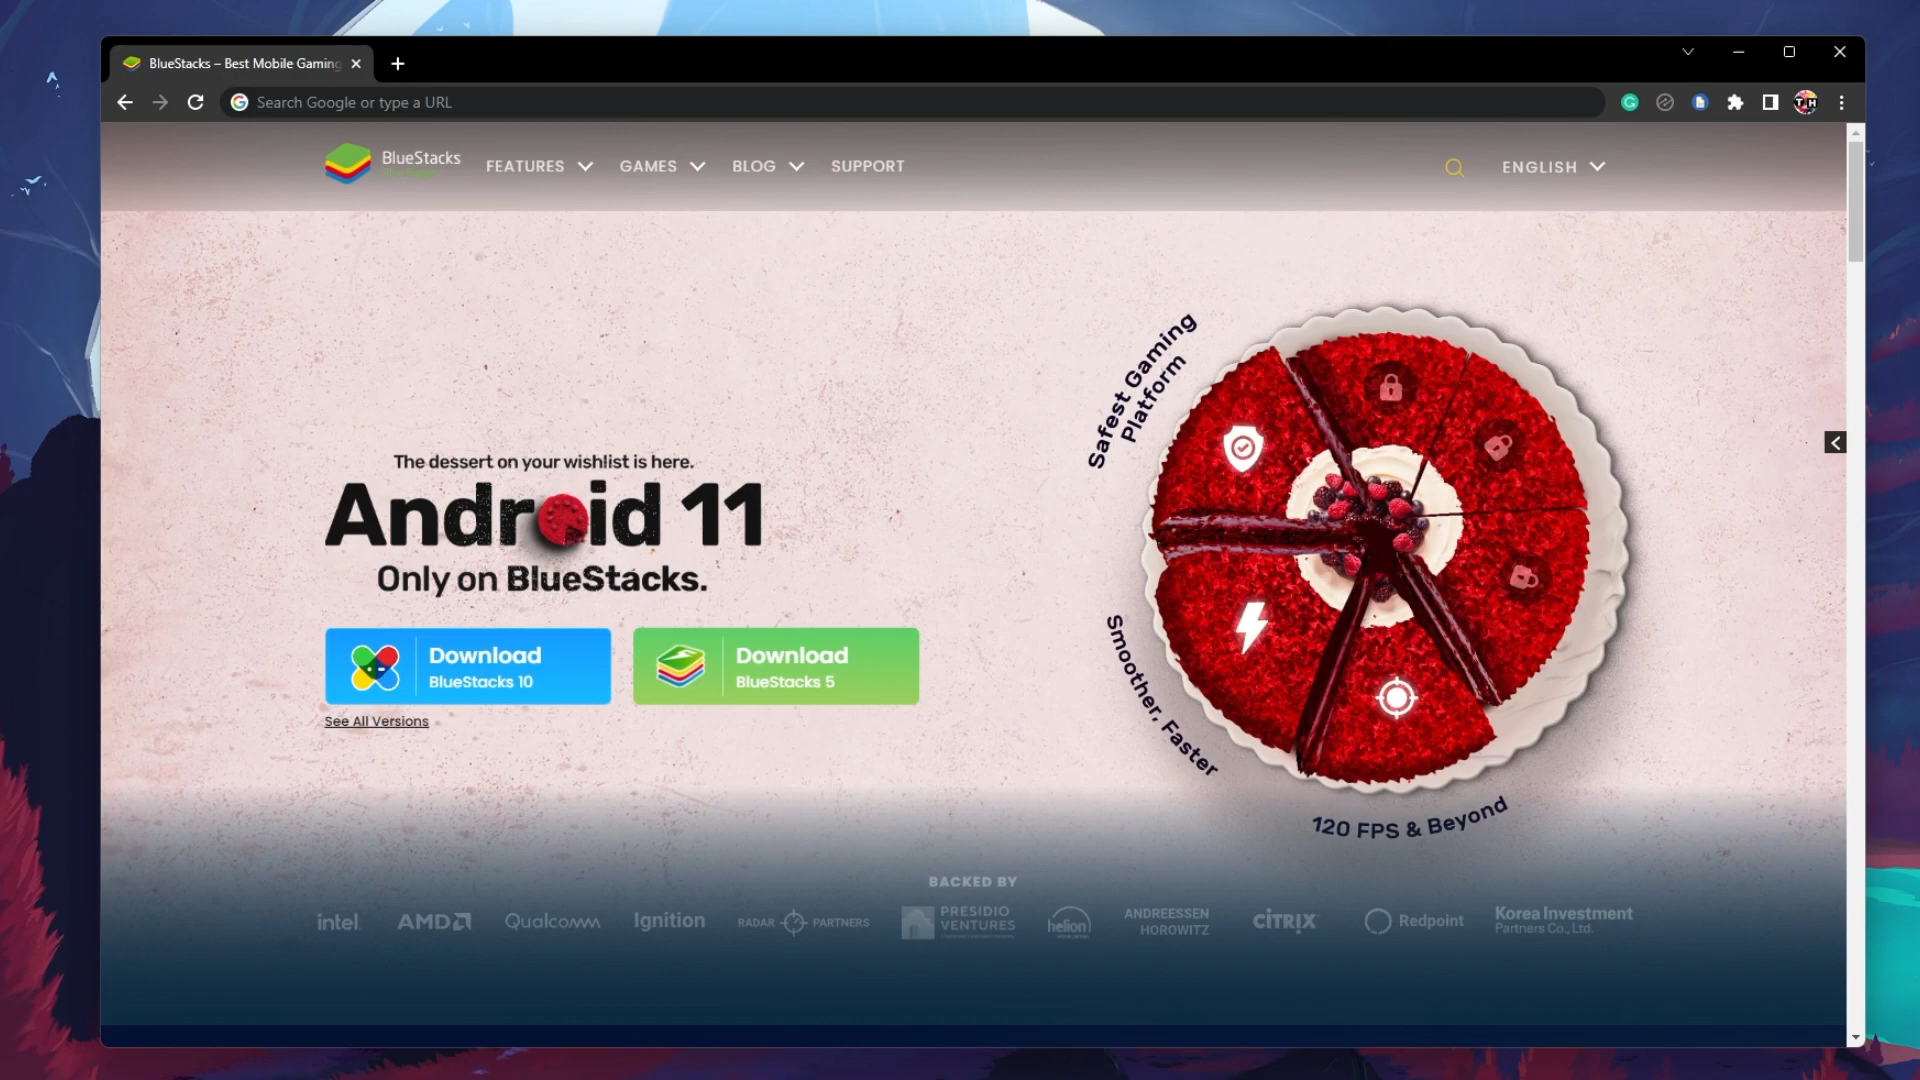 BlueStacks – Best Mobile Gaming
Search Google or type a URL
BlueStacks
FEATURES
GAMES
BLOG
SUPPORT
ENGLISH
The dessert on your wishlist is here.
Android 11
Only on BlueStacks.
Download
BlueStacks 10
Download
BlueStacks 5
See All Versions
Safest Gaming
Platform
Smoother, Faster
120 FPS & Beyond
BACKED BY
intel
AMD
Qualcomm
Ignition
RADAR PARTNERS
PRESIDIO
VENTURES
helion
ANDREESSEN
HOROWITZ
CITRIX
Redpoint
Korea Investment
Partners Co., Ltd.